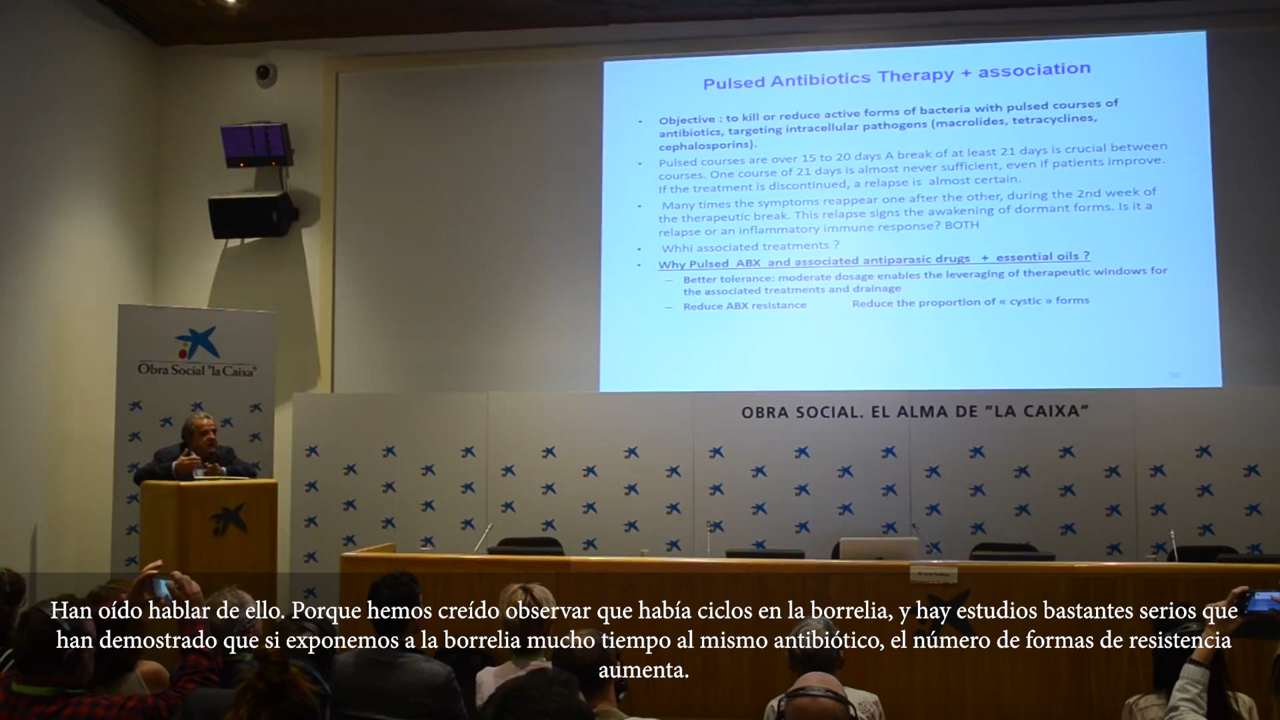 Pulsed Antibiotics Therapy + association
• Objective : to kill or reduce active forms of bacteria with pulsed courses of
antibiotics, targeting intracellular pathogens (macrolides, tetracyclines,
cephalosporins).
• Pulsed courses are over 15 to 20 days A break of at least 21 days is crucial between
courses. One course of 21 days is almost never sufficient, even if patients improve.
If the treatment is discontinued, a relapse is almost certain.
• Many times the symptoms reappear one after the other, during the 2nd week of
the therapeutic break. This relapse signs the awakening of dormant forms. Is it a
relapse or an inflammatory immune response? BOTH
• Whhi associated treatments ?
• Why Pulsed ABX and associated antiparasic drugs + essential oils ?
– Better tolerance: moderate dosage enables the leveraging of therapeutic windows for
the associated treatments and drainage
– Reduce ABX resistance Reduce the proportion of « cystic » forms
Obra Social "la Caixa"
OBRA SOCIAL. EL ALMA DE "LA CAIXA"
Han oído hablar de ello. Porque hemos creído observar que había ciclos en la borrelia, y hay estudios bastantes serios que
han demostrado que si exponemos a la borrelia mucho tiempo al mismo antibiótico, el número de formas de resistencia
aumenta.